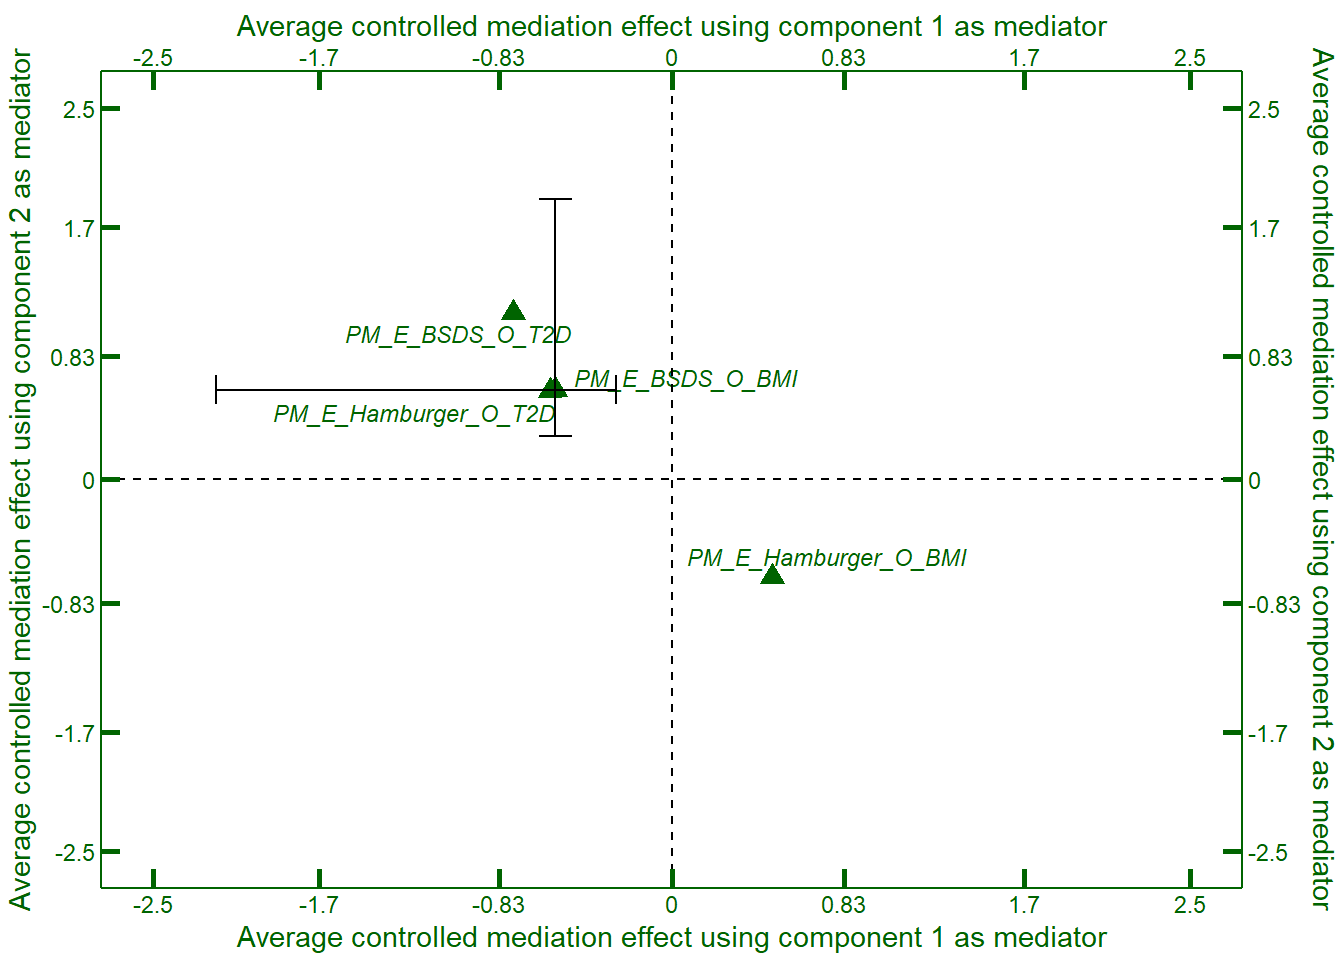 Average controlled mediation effect using component 1 as mediator
-2.5 -1.7 -0.83 0 0.83 1.7 2.5
Average controlled mediation effect using component 2 as mediator
2.5
1.7
0.83
0
-0.83
-1.7
-2.5
PM_E_BSDS_O_T2D
PM_E_BSDS_O_BMI
PM_E_Hamburger_O_T2D
PM_E_Hamburger_O_BMI
2.5
1.7
0.83
0
-0.83
-1.7
-2.5
Average controlled mediation effect using component 2 as mediator
-2.5 -1.7 -0.83 0 0.83 1.7 2.5
Average controlled mediation effect using component 1 as mediator